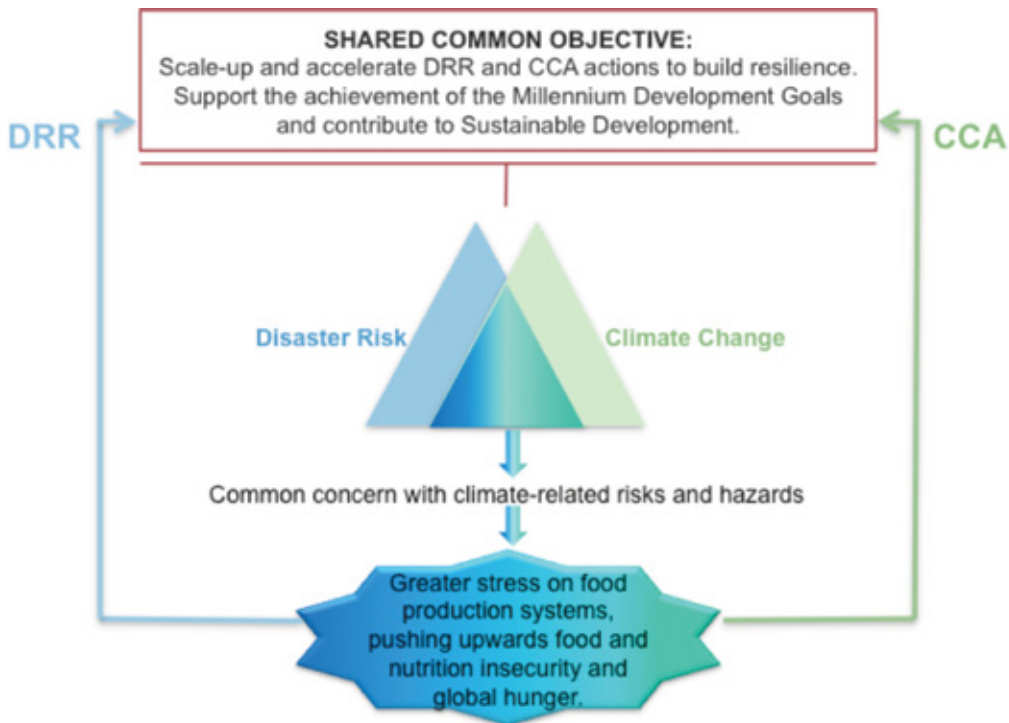 SHARED COMMON OBJECTIVE:
Scale-up and accelerate DRR and CCA actions to build resilience.
Support the achievement of the Millennium Development Goals
and contribute to Sustainable Development.
DRR
CCA
Disaster Risk
Climate Change
Common concern with climate-related risks and hazards
Greater stress on food
production systems,
pushing upwards food and
nutrition insecurity and
global hunger.